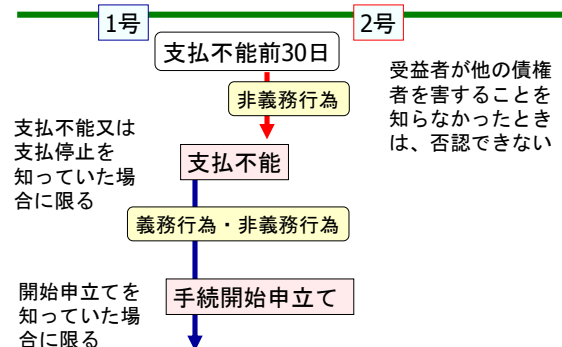 1号
2号
支払不能前30日
非義務行為
受益者が他の債権
者を害することを
知らなかったとき
は、否認できない
支払不能又は
支払停止を
知っていた場
合に限る
支払不能
義務行為・非義務行為
開始申立てを
知っていた場
合に限る
手続開始申立て